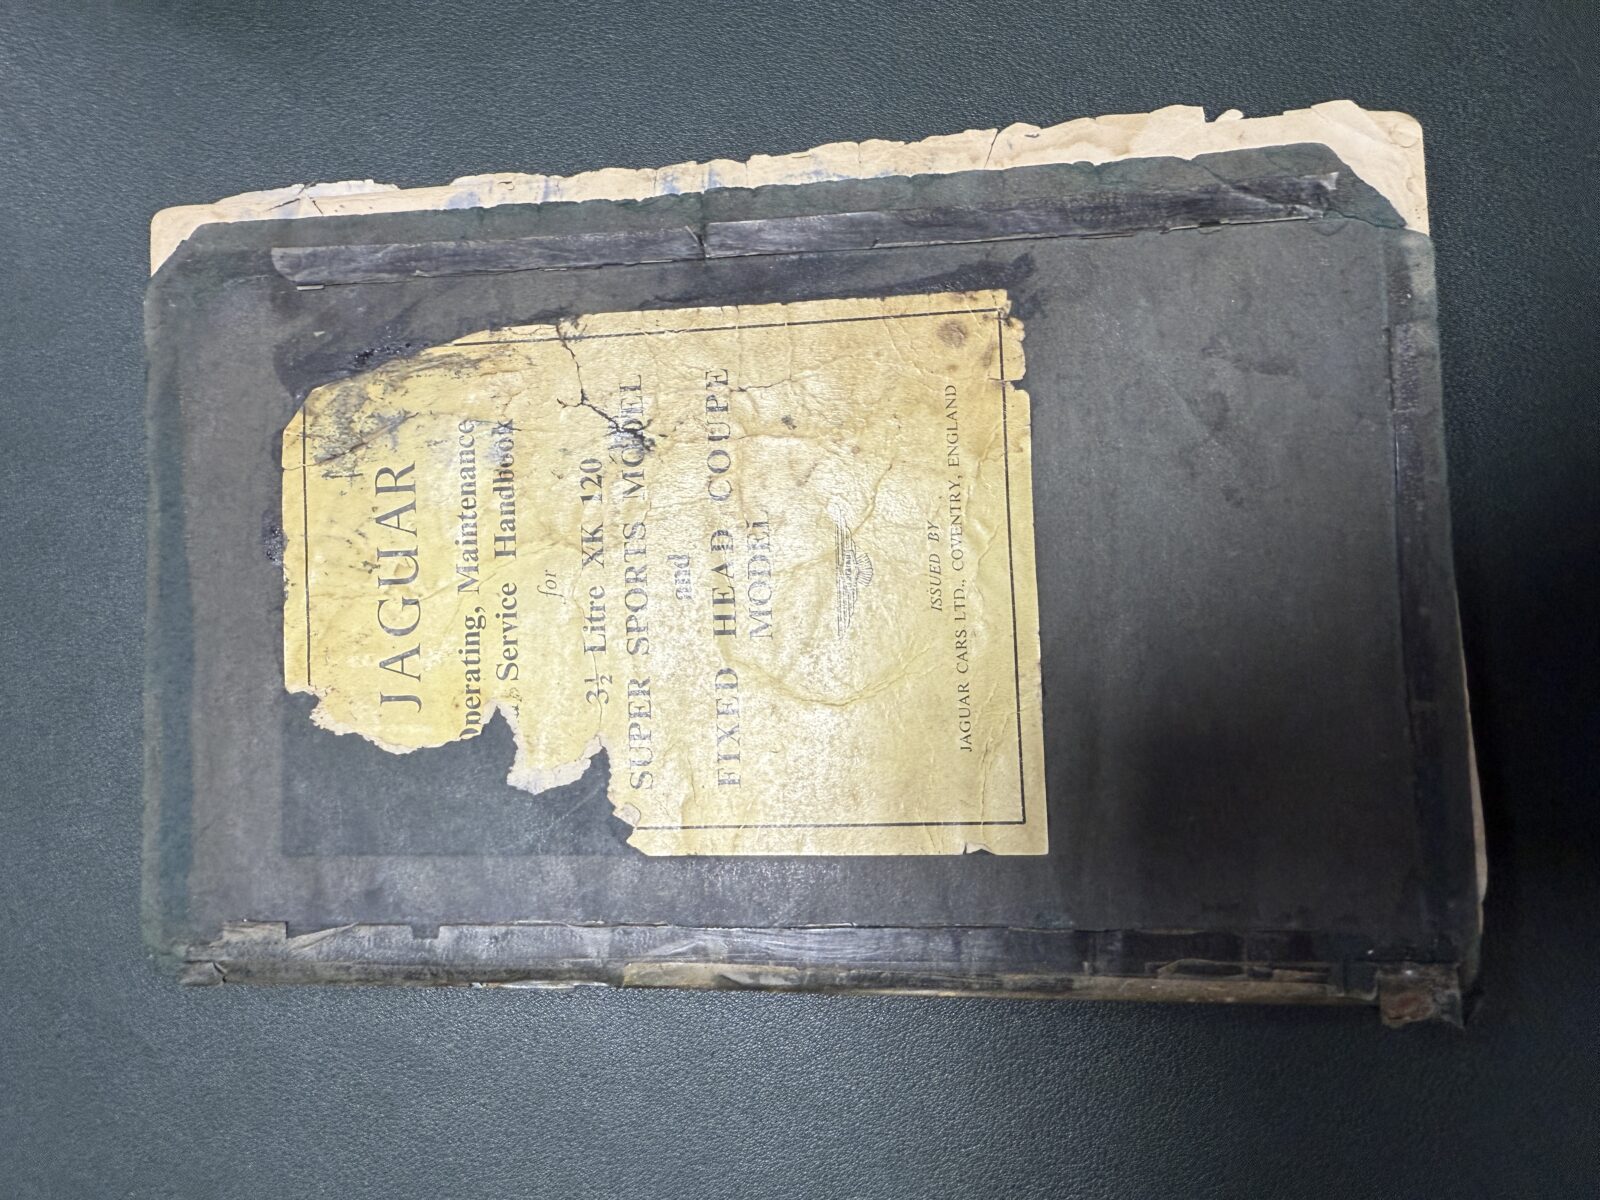 JAGUAR
perating, Maintenance
Service Handbook
for
3½ Litre XK 120
SUPER SPORTS MODEL
and
FIXED HEAD COUPE
MODEL
ISSUED BY
JAGUAR CARS LTD., COVENTRY, ENGLAND